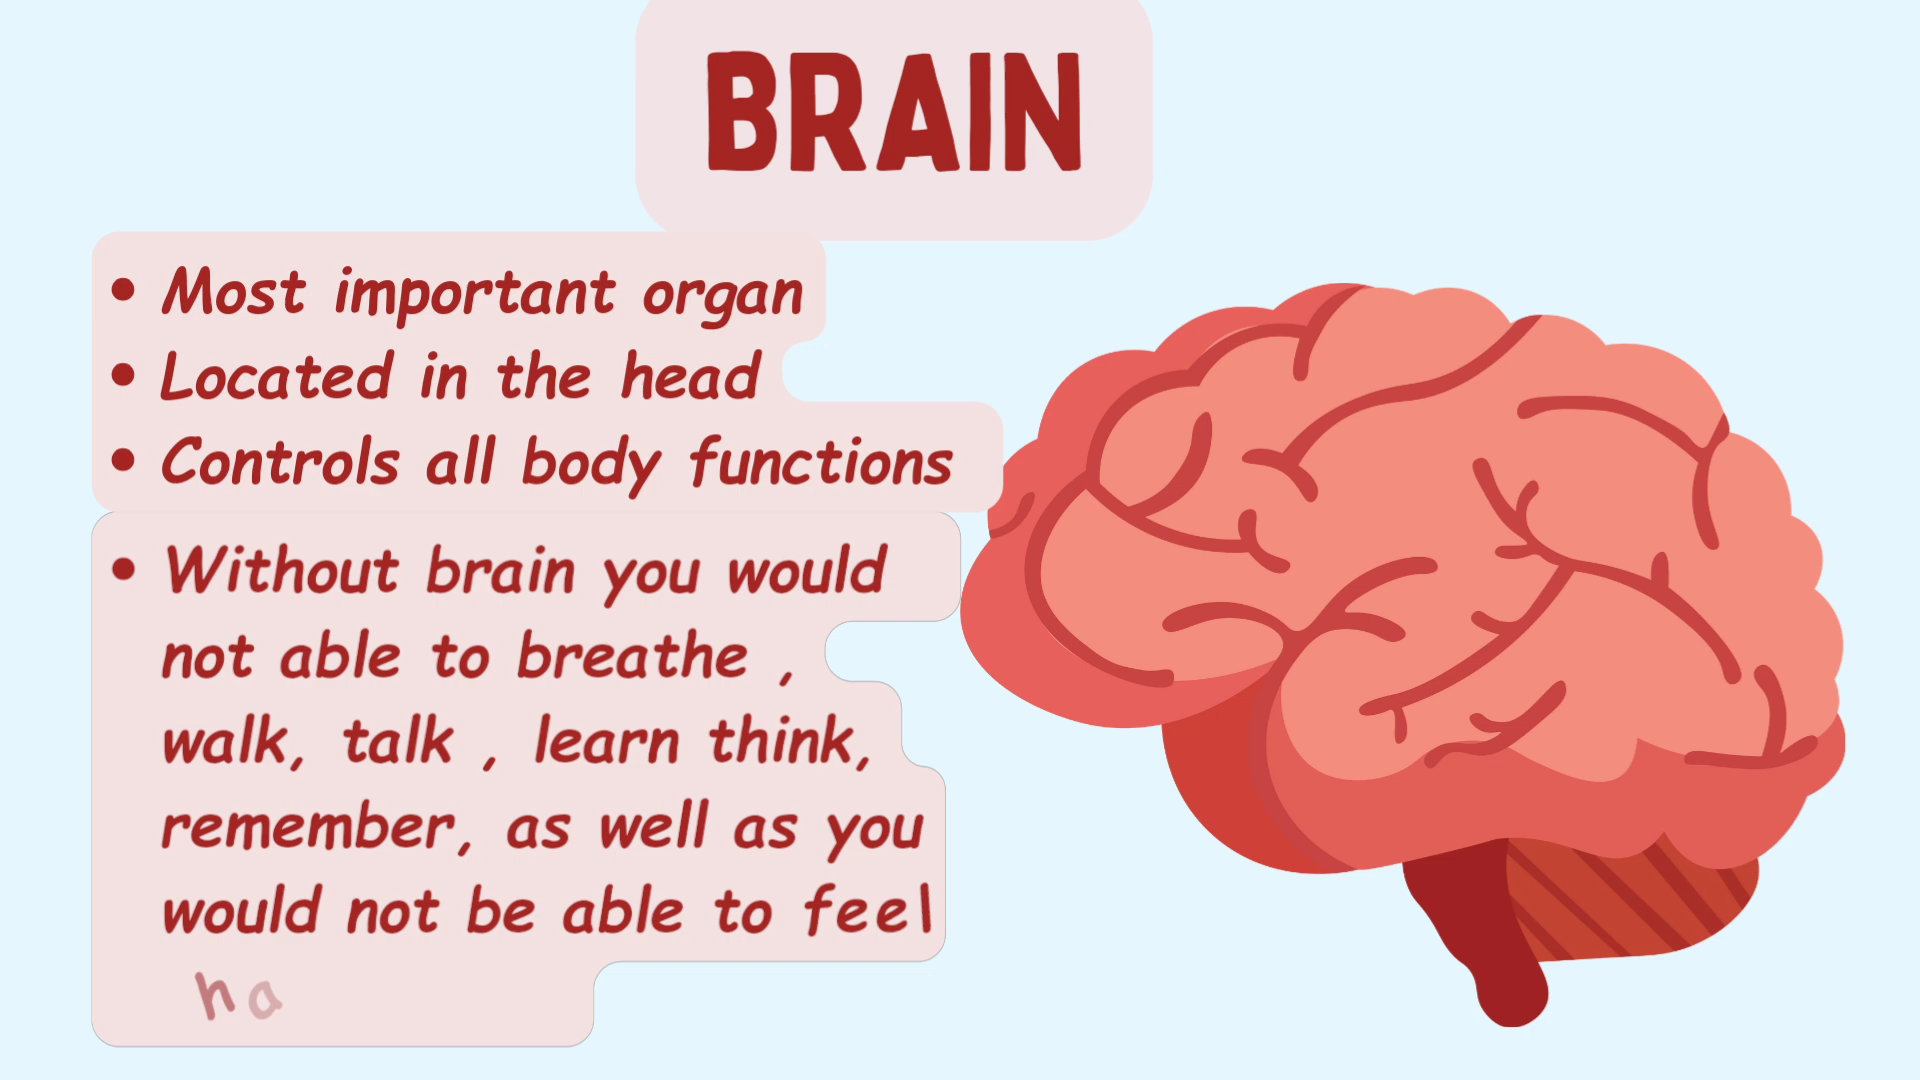 BRAIN
• Most important organ
• Located in the head
• Controls all body functions
• Without brain you would
not able to breathe ,
walk, talk , learn think,
remember, as well as you
would not be able to feel
ha